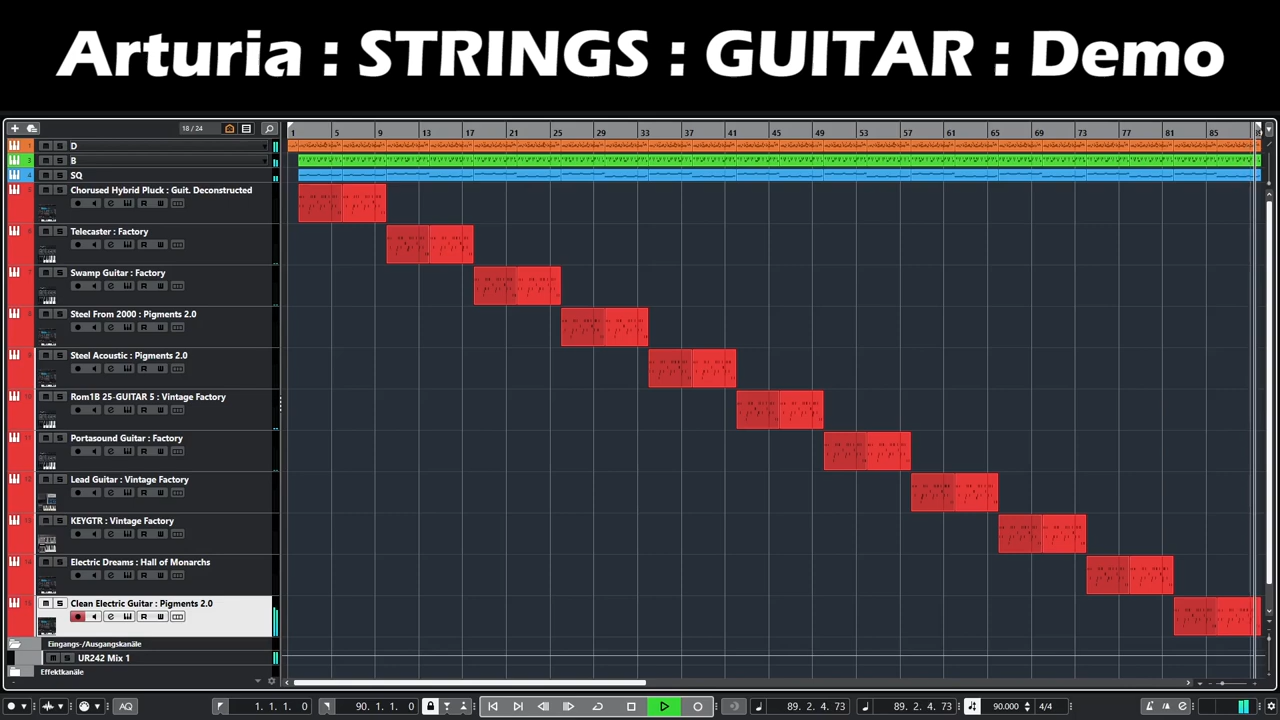 Arturia : STRINGS : GUITAR : Demo
18 / 24
1 5 9 13 17 21 25 29 33 37 41 45 49 53 57 61 65 69 73 77 81 85
1 D
3 B
4 SQ
Chorused Hybrid Pluck : Guit. Deconstructed
Telecaster : Factory
Swamp Guitar : Factory
Steel From 2000 : Pigments 2.0
Steel Acoustic : Pigments 2.0
Rom1B 25-GUITAR 5 : Vintage Factory
Portasound Guitar : Factory
Lead Guitar : Vintage Factory
KEYGTR : Vintage Factory
Electric Dreams : Hall of Monarchs
Clean Electric Guitar : Pigments 2.0
Eingangs-/Ausgangskanäle
UR242 Mix 1
Effektkanäle
AQ 1. 1. 1. 0 90. 1. 1. 0 89. 2. 4. 73 89. 2. 4. 73 90.000 4/4